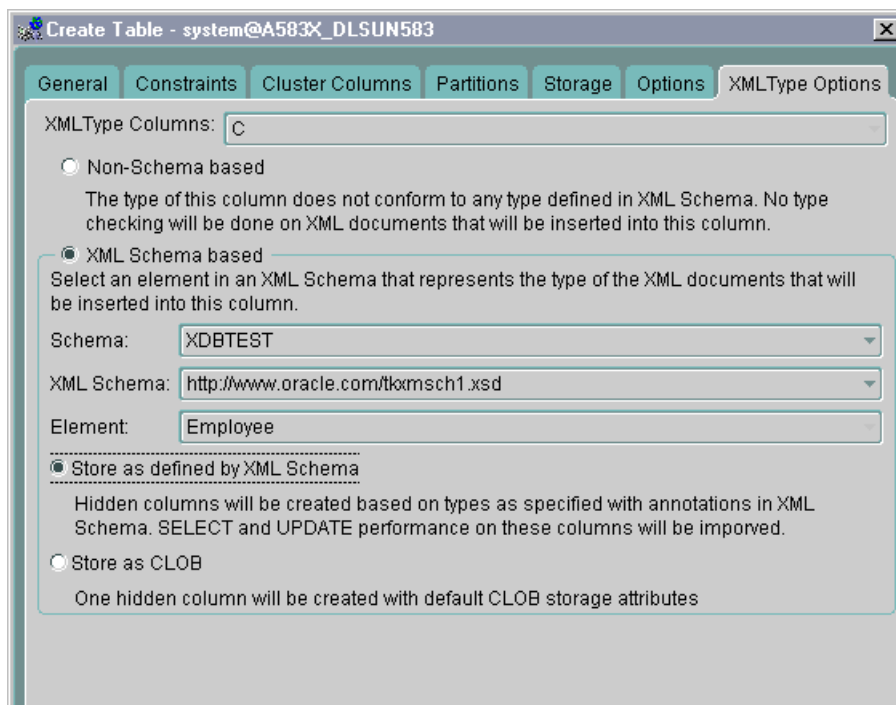 Create Table - system@A583X_DLSUN583
General Constraints Cluster Columns Partitions Storage Options XMLType Options
XMLType Columns: C
Non-Schema based
The type of this column does not conform to any type defined in XML Schema. No type
checking will be done on XML documents that will be inserted into this column.
XML Schema based
Select an element in an XML Schema that represents the type of the XML documents that will
be inserted into this column.
Schema: XDBTEST
XML Schema: http://www.oracle.com/tkxmsch1.xsd
Element: Employee
Store as defined by XML Schema
Hidden columns will be created based on types as specified with annotations in XML
Schema. SELECT and UPDATE performance on these columns will be imporved.
Store as CLOB
One hidden column will be created with default CLOB storage attributes